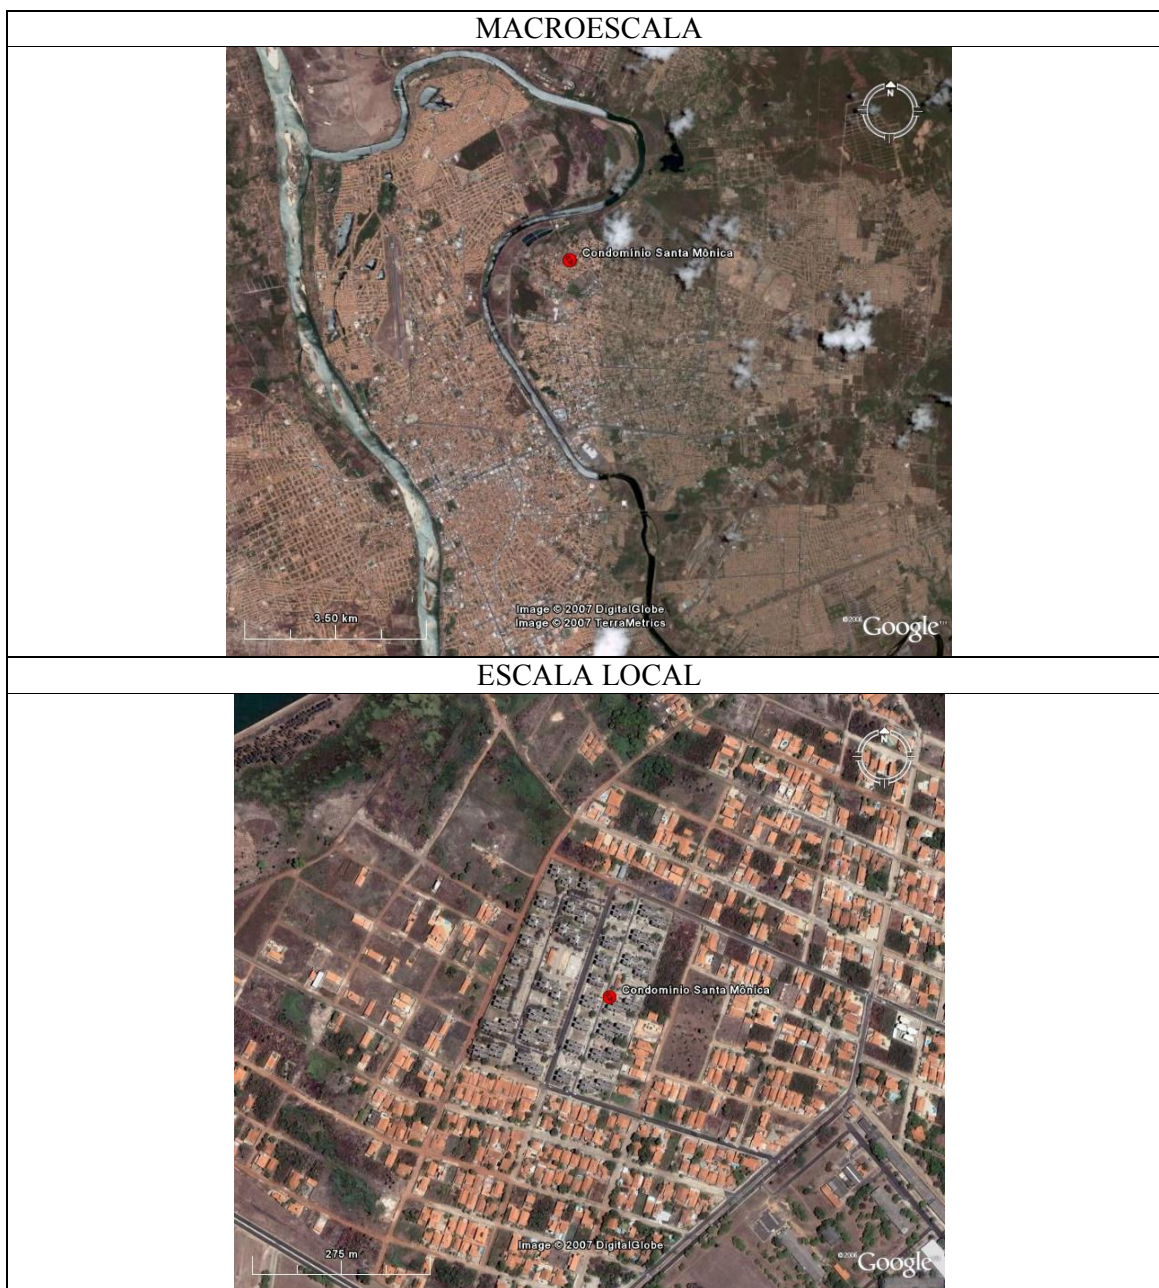 MACROESCALA
N
Condomínio Santa Mônica
3.50 km
Image © 2007 DigitalGlobe
Image © 2007 TerraMetrics
©2006 Google™
ESCALA LOCAL
N
Condomínio Santa Mônica
275 m
Image © 2007 DigitalGlobe
©2006 Google